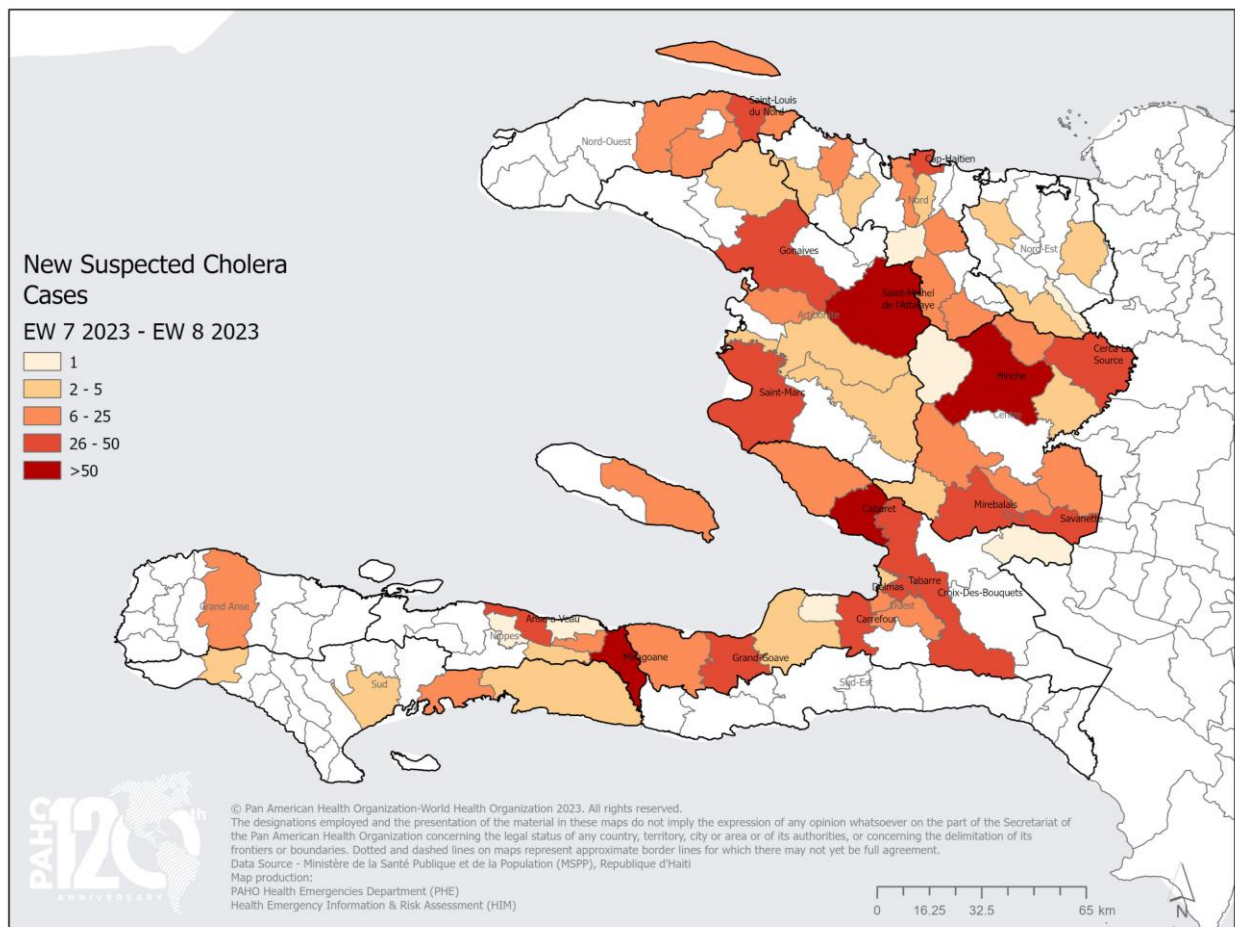 Saint-Louis
du Nord
Nord-Ouest
Cap-Haitien
Nord
Nord-Est
Gonaives
Saint-Michel
de l'Attalaye
Artibonite
Cerca La
Source
Hinche
Saint-Marc
Centre
Cabaret
Mirebalais
Savanette
Delmas
Tabarre
Croix-Des-Bouquets
Ouest
Carrefour
Grand Anse
Anse-a-Veau
Nippes
Miragoane
Grand-Goave
Sud
Sud-Est
New Suspected Cholera
Cases
EW 7 2023 - EW 8 2023
1
2 - 5
6 - 25
26 - 50
>50
PAHO
120th
ANNIVERSARY
© Pan American Health Organization-World Health Organization 2023. All rights reserved.
The designations employed and the presentation of the material in these maps do not imply the expression of any opinion whatsoever on the part of the Secretariat of
the Pan American Health Organization concerning the legal status of any country, territory, city or area or of its authorities, or concerning the delimitation of its
frontiers or boundaries. Dotted and dashed lines on maps represent approximate border lines for which there may not yet be full agreement.
Data Source - Ministère de la Santé Publique et de la Population (MSPP), Republique d'Haiti
Map production:
PAHO Health Emergencies Department (PHE)
Health Emergency Information & Risk Assessment (HIM)
0 16.25 32.5 65 km
N